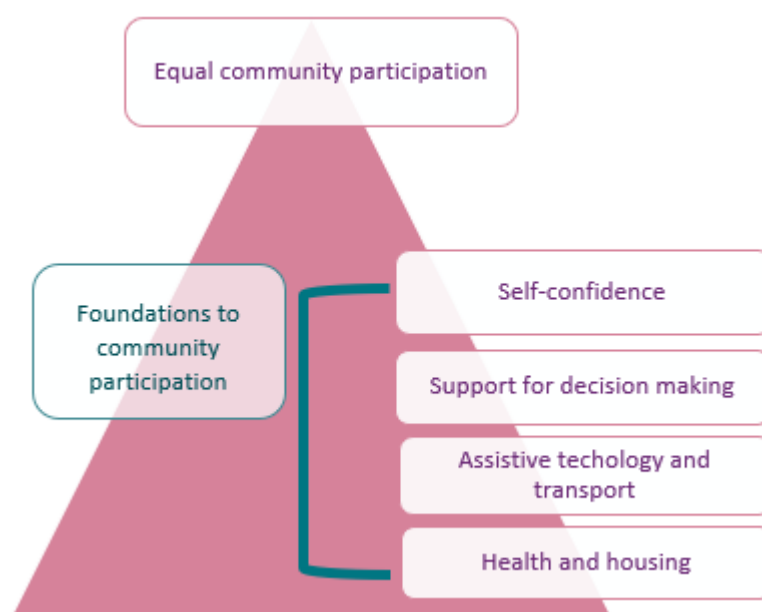 Equal community participation
Foundations to
community
participation
Self-confidence
Support for decision making
Assistive techology and
transport
Health and housing